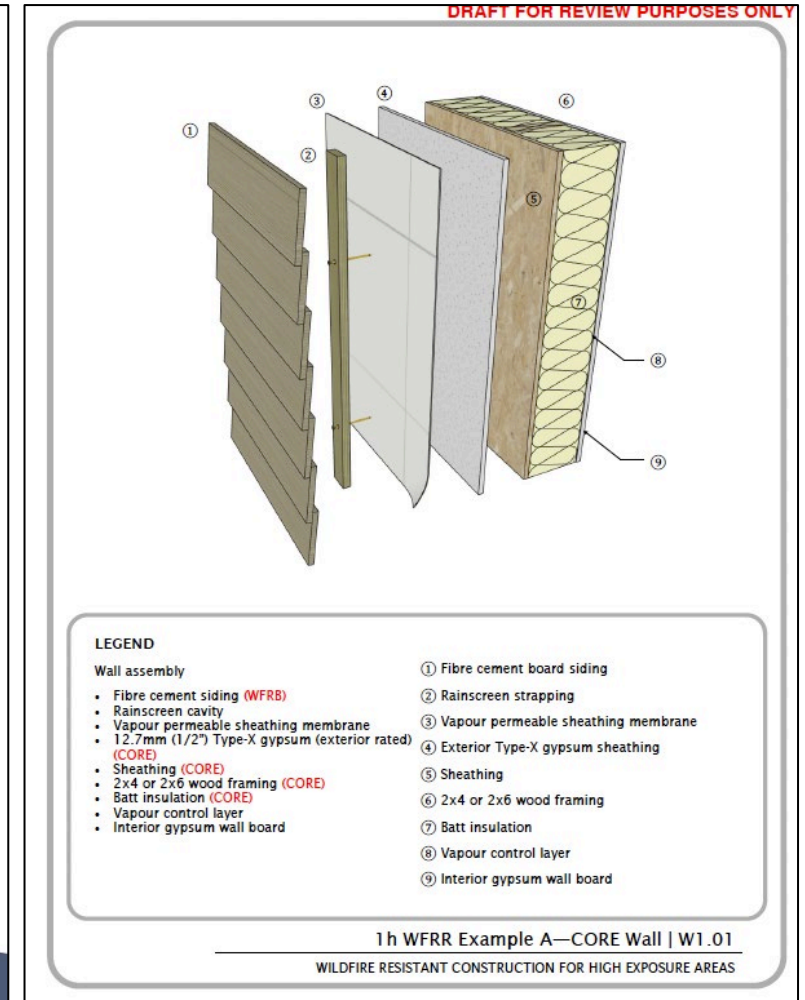 DRAFT FOR REVIEW PURPOSES ONLY
①
②
③
④
⑤
⑥
⑦
⑧
⑨
LEGEND
Wall assembly
• Fibre cement siding (WFRB)
• Rainscreen cavity
• Vapour permeable sheathing membrane
• 12.7mm (1/2") Type-X gypsum (exterior rated)
(CORE)
• Sheathing (CORE)
• 2x4 or 2x6 wood framing (CORE)
• Batt insulation (CORE)
• Vapour control layer
• Interior gypsum wall board
① Fibre cement board siding
② Rainscreen strapping
③ Vapour permeable sheathing membrane
④ Exterior Type-X gypsum sheathing
⑤ Sheathing
⑥ 2x4 or 2x6 wood framing
⑦ Batt insulation
⑧ Vapour control layer
⑨ Interior gypsum wall board
1h WFRR Example A—CORE Wall | W1.01
WILDFIRE RESISTANT CONSTRUCTION FOR HIGH EXPOSURE AREAS